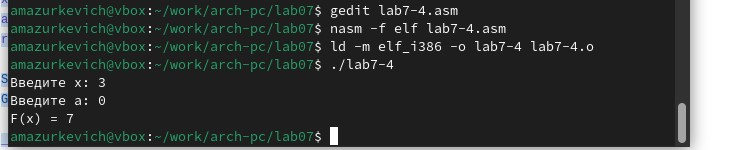 amazurkevich@vbox:~/work/arch-pc/lab07$ gedit lab7-4.asm
amazurkevich@vbox:~/work/arch-pc/lab07$ nasm -f elf lab7-4.asm
amazurkevich@vbox:~/work/arch-pc/lab07$ ld -m elf_i386 -o lab7-4 lab7-4.o
amazurkevich@vbox:~/work/arch-pc/lab07$ ./lab7-4
Введите x: 3
Введите a: 0
F(x) = 7
amazurkevich@vbox:~/work/arch-pc/lab07$